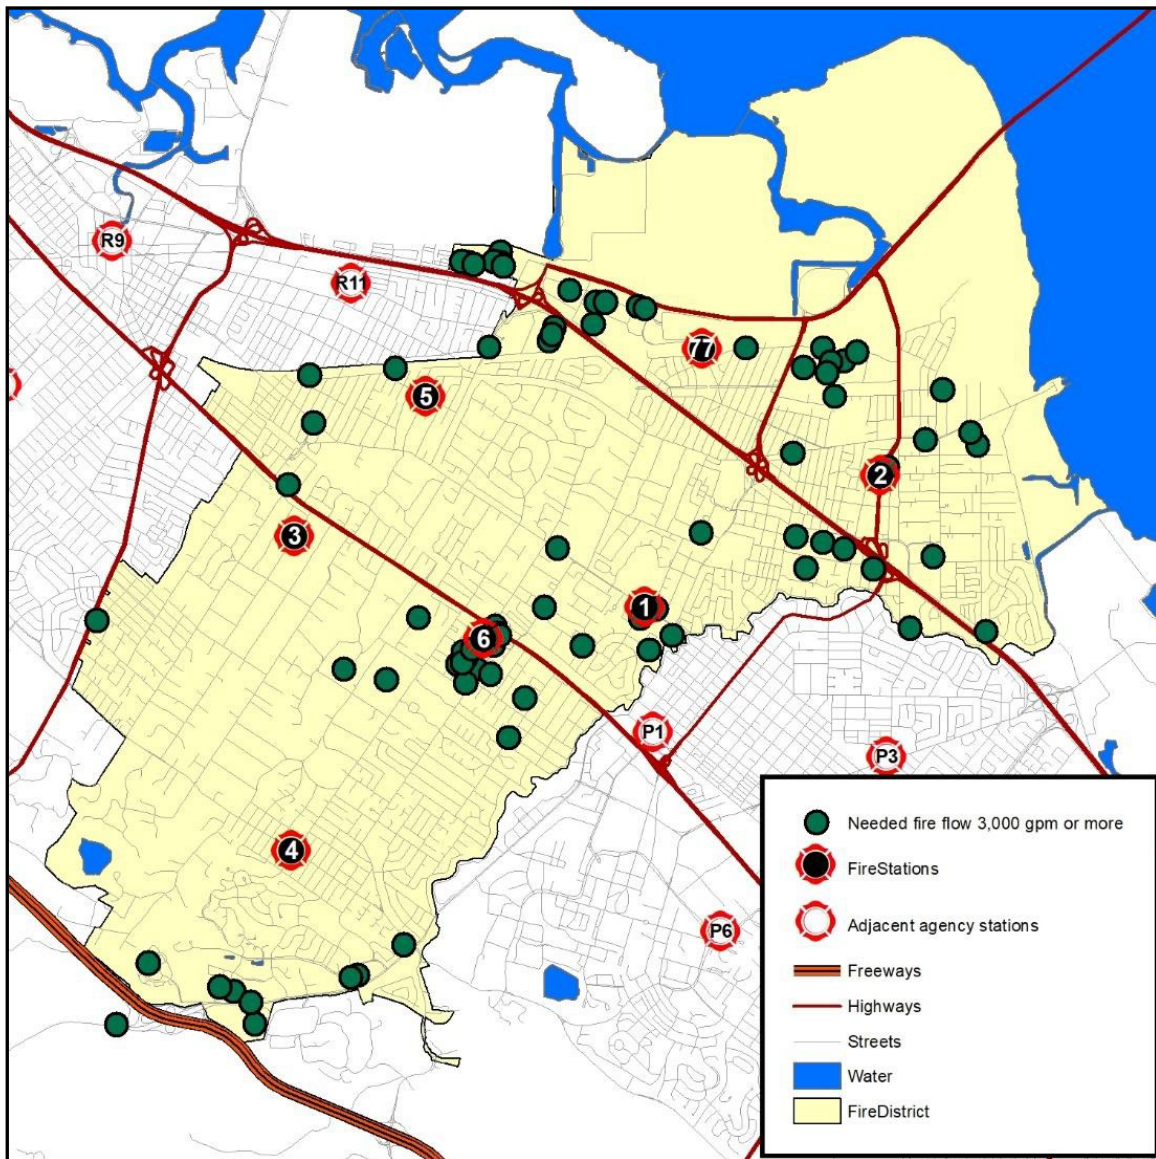 R9
R11
77
5
2
3
1
6
P1
P3
4
P6
Needed fire flow 3,000 gpm or more
FireStations
Adjacent agency stations
Freeways
Highways
Streets
Water
FireDistrict